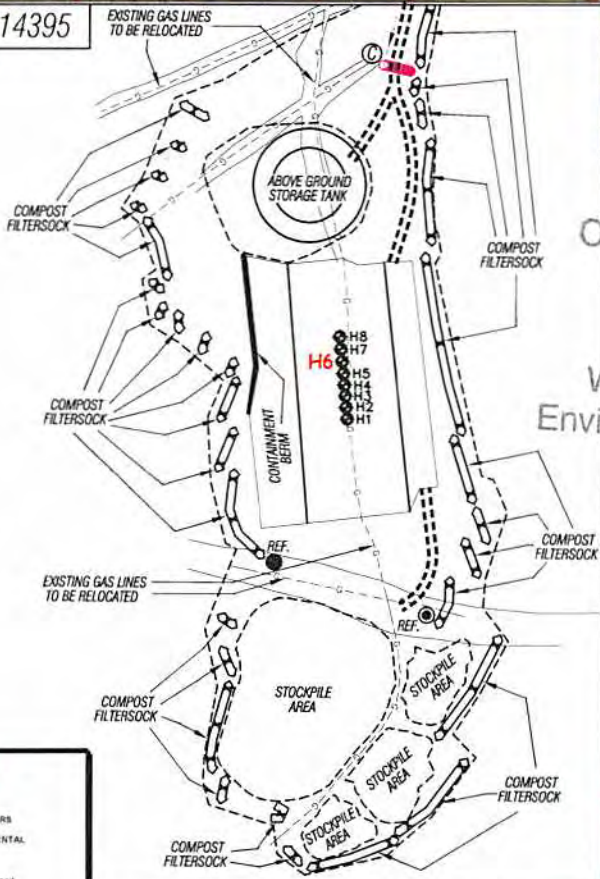 14395
EXISTING GAS LINES
TO BE RELOCATED
C
ABOVE GROUND
STORAGE TANK
COMPOST
FILTERSOCK
COMPOST
FILTERSOCK
H8
H7
H6
H5
H4
H3
H2
H1
CONTAINMENT
BERM
COMPOST
FILTERSOCK
Envi
REF.
COMPOST
FILTERSOCK
EXISTING GAS LINES
TO BE RELOCATED
REF.
STOCKPILE
AREA
STOCKPILE
AREA
COMPOST
FILTERSOCK
STOCKPILE
AREA
COMPOST
FILTERSOCK
STOCKPILE
AREA
COMPOST
FILTERSOCK
RS
NTAL